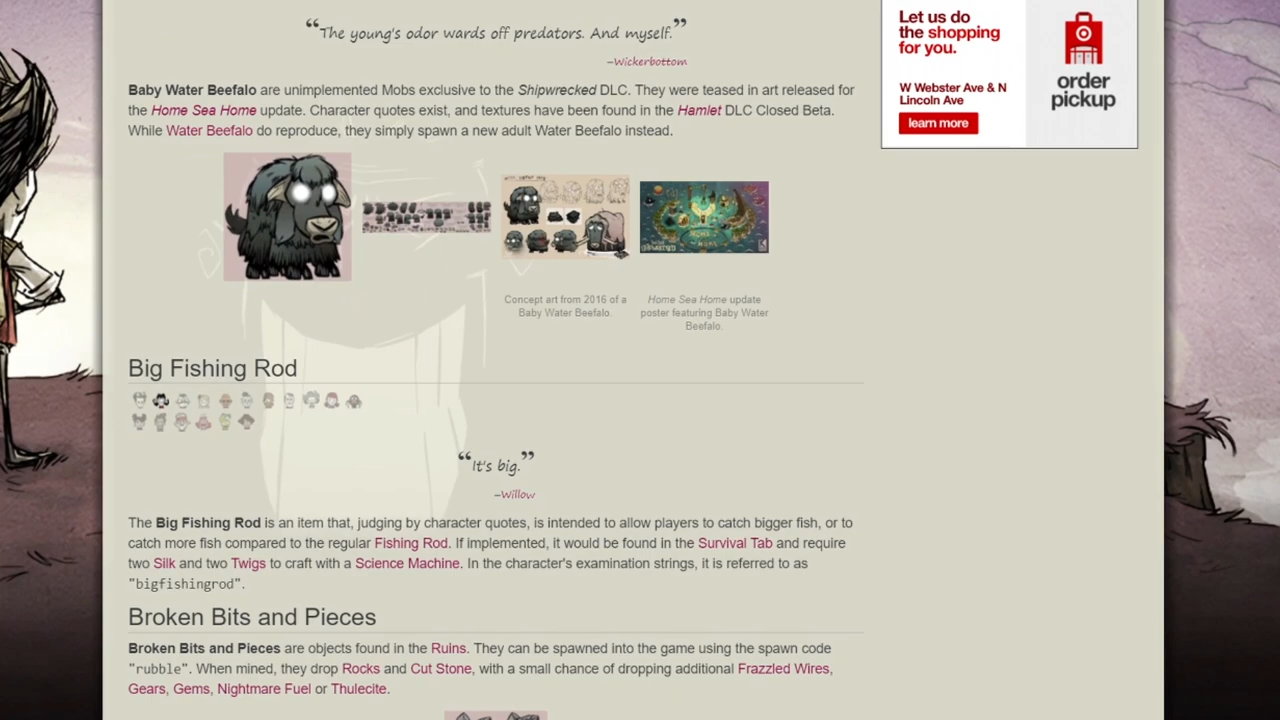 “The young's odor wards off predators. And myself.”
–Wickerbottom
Baby Water Beefalo are unimplemented Mobs exclusive to the Shipwrecked DLC. They were teased in art released for
the Home Sea Home update. Character quotes exist, and textures have been found in the Hamlet DLC Closed Beta.
While Water Beefalo do reproduce, they simply spawn a new adult Water Beefalo instead.
Concept art from 2016 of a
Baby Water Beefalo.
Home Sea Home update
poster featuring Baby Water
Beefalo.
Big Fishing Rod
“It's big.”
–Willow
The Big Fishing Rod is an item that, judging by character quotes, is intended to allow players to catch bigger fish, or to
catch more fish compared to the regular Fishing Rod. If implemented, it would be found in the Survival Tab and require
two Silk and two Twigs to craft with a Science Machine. In the character's examination strings, it is referred to as
"bigfishingrod".
Broken Bits and Pieces
Broken Bits and Pieces are objects found in the Ruins. They can be spawned into the game using the spawn code
"rubble". When mined, they drop Rocks and Cut Stone, with a small chance of dropping additional Frazzled Wires,
Gears, Gems, Nightmare Fuel or Thulecite.
Let us do
the shopping
for you.
W Webster Ave & N
Lincoln Ave
learn more
order
pickup